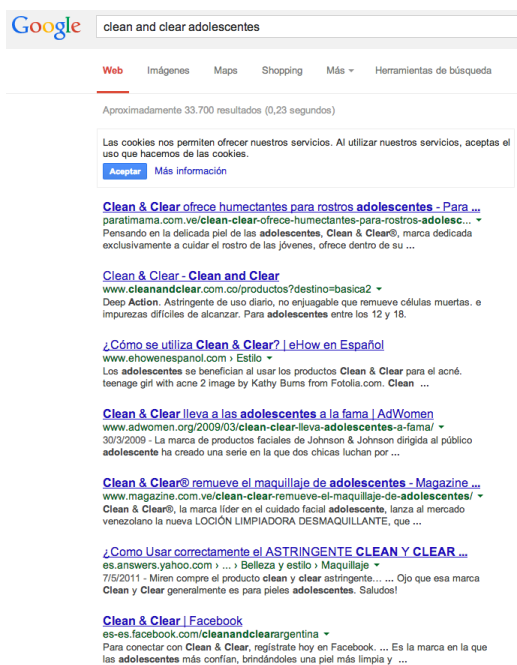 Google clean and clear adolescentes
Web Imágenes Maps Shopping Más Herramientas de búsqueda
Aproximadamente 33.700 resultados (0,23 segundos)
Las cookies nos permiten ofrecer nuestros servicios. Al utilizar nuestros servicios, aceptas el
uso que hacemos de las cookies.
Aceptar Más información
Clean & Clear ofrece humectantes para rostros adolescentes - Para ...
paratimama.com.ve/clean-clear-ofrece-humectantes-para-rostros-adolesc...
Pensando en la delicada piel de las adolescentes, Clean & Clear®, marca dedicada
exclusivamente a cuidar el rostro de las jóvenes, ofrece dentro de su ...
Clean & Clear - Clean and Clear
www.cleanandclear.com.co/productos?destino=basica2
Deep Action. Astringente de uso diario, no enjuagable que remueve células muertas. e
impurezas difíciles de alcanzar. Para adolescentes entre los 12 y 18.
¿Cómo se utiliza Clean & Clear? | eHow en Español
www.ehowenespanol.com › Estilo
Los adolescentes se benefician al usar los productos Clean & Clear para el acné.
teenage girl with acne 2 image by Kathy Burns from Fotolia.com. Clean ...
Clean & Clear lleva a las adolescentes a la fama | AdWomen
www.adwomen.org/2009/03/clean-clear-lleva-adolescentes-a-fama/
30/3/2009 - La marca de productos faciales de Johnson & Johnson dirigida al público
adolescente ha creado una serie en la que dos chicas luchan por ...
Clean & Clear® remueve el maquillaje de adolescentes - Magazine ...
www.magazine.com.ve/clean-clear-remueve-el-maquillaje-de-adolescentes/
Clean & Clear®, la marca líder en el cuidado facial adolescente, lanza al mercado
venezolano la nueva LOCIÓN LIMPIADORA DESMAQUILLANTE, que ...
¿Como Usar correctamente el ASTRINGENTE CLEAN Y CLEAR ...
es.answers.yahoo.com › ... › Belleza y estilo › Maquillaje
7/5/2011 - Miren compre el producto clean y clear astringente... ... Ojo que esa marca
Clean y Clear generalmente es para pieles adolescentes. Saludos!
Clean & Clear | Facebook
es-es.facebook.com/cleanandclearargentina
Para conectar con Clean & Clear, regístrate hoy en Facebook. ... Es la marca en la que
las adolescentes más confían, brindándoles una piel más limpia y ...